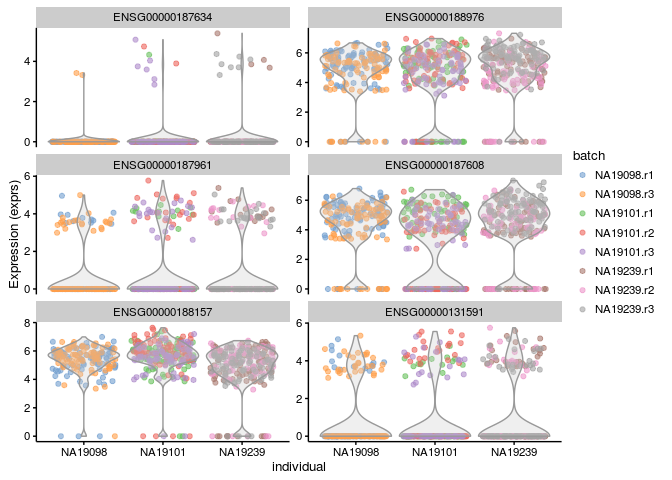 ENSG00000187634
ENSG00000188976
4
2
0
6
4
2
0
ENSG00000187961
ENSG00000187608
6
4
2
0
6
4
2
0
ENSG00000188157
ENSG00000131591
8
6
4
2
0
6
4
2
0
NA19098 NA19101 NA19239
NA19098 NA19101 NA19239
individual
Expression (exprs)
batch
NA19098.r1
NA19098.r3
NA19101.r1
NA19101.r2
NA19101.r3
NA19239.r1
NA19239.r2
NA19239.r3